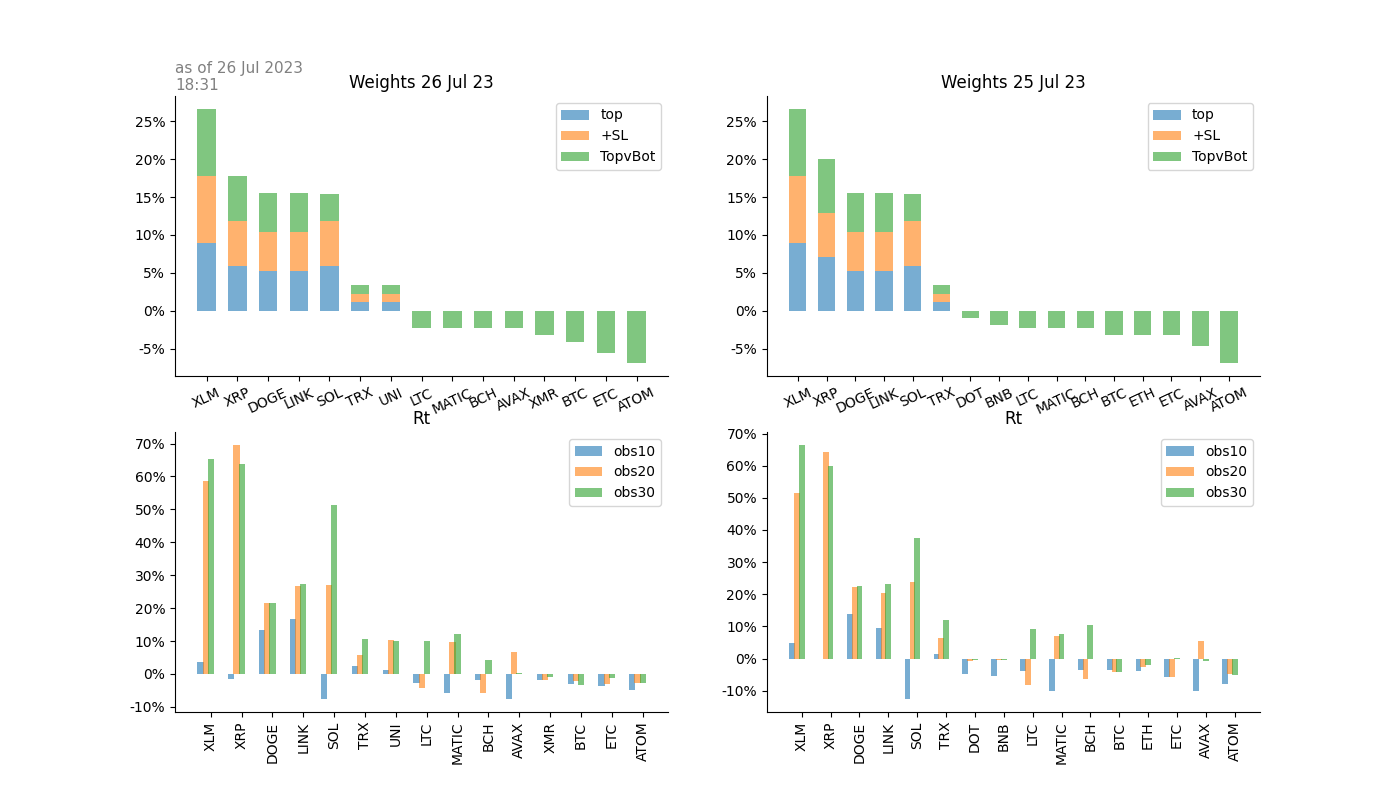 as of 26 Jul 2023
18:31
Weights 26 Jul 23
25%
20%
15%
10%
5%
0%
-5%
top
+SL
TopvBot
XLM XRP DOGE LINK SOL TRX UNI LTC MATIC BCH AVAX XMR BTC ETC ATOM
Weights 25 Jul 23
25%
20%
15%
10%
5%
0%
-5%
top
+SL
TopvBot
XLM XRP DOGE LINK SOL TRX DOT BNB LTC MATIC BCH BTC ETH ETC AVAX ATOM
Rt
70%
60%
50%
40%
30%
20%
10%
0%
-10%
obs10
obs20
obs30
XLM XRP DOGE LINK SOL TRX UNI LTC MATIC BCH AVAX XMR BTC ETC ATOM
Rt
70%
60%
50%
40%
30%
20%
10%
0%
-10%
obs10
obs20
obs30
XLM XRP DOGE LINK SOL TRX DOT BNB LTC MATIC BCH BTC ETH ETC AVAX ATOM